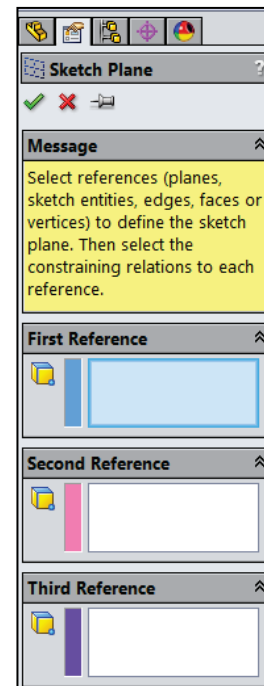 Sketch Plane ?
Message
Select references (planes,
sketch entities, edges, faces or
vertices) to define the sketch
plane. Then select the
constraining relations to each
reference.
First Reference
Second Reference
Third Reference